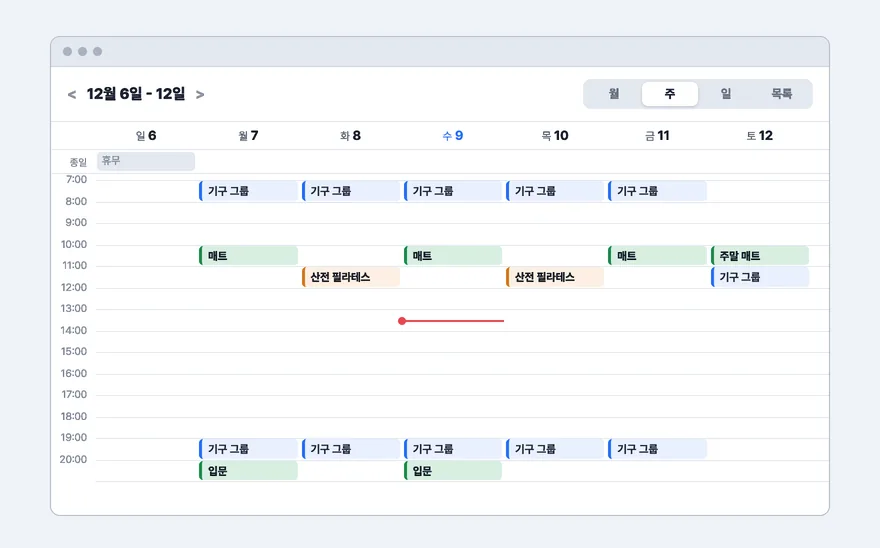 < 12월 6일 - 12일 > 월 주 일 목록
일 6 월 7 화 8 수 9 목 10 금 11 토 12
종일 휴무
7:00 기구 그룹 기구 그룹 기구 그룹 기구 그룹 기구 그룹
8:00
9:00
10:00 매트 매트 매트 주말 매트
11:00 산전 필라테스 산전 필라테스 기구 그룹
12:00
13:00
14:00
15:00
16:00
17:00
18:00
19:00 기구 그룹 기구 그룹 기구 그룹 기구 그룹 기구 그룹
20:00 입문 입문